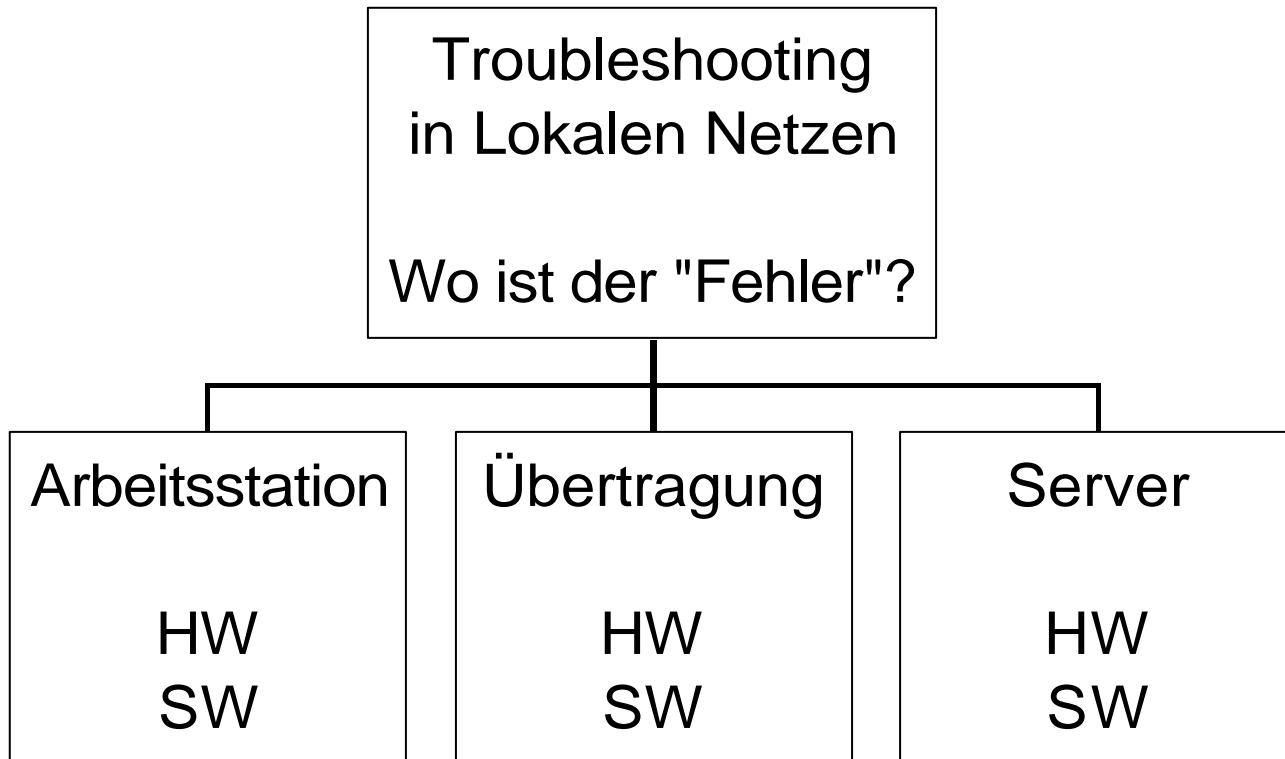 Troubleshooting
in Lokalen Netzen
Wo ist der "Fehler"?
Arbeitsstation
HW
SW
Übertragung
HW
SW
Server
HW
SW